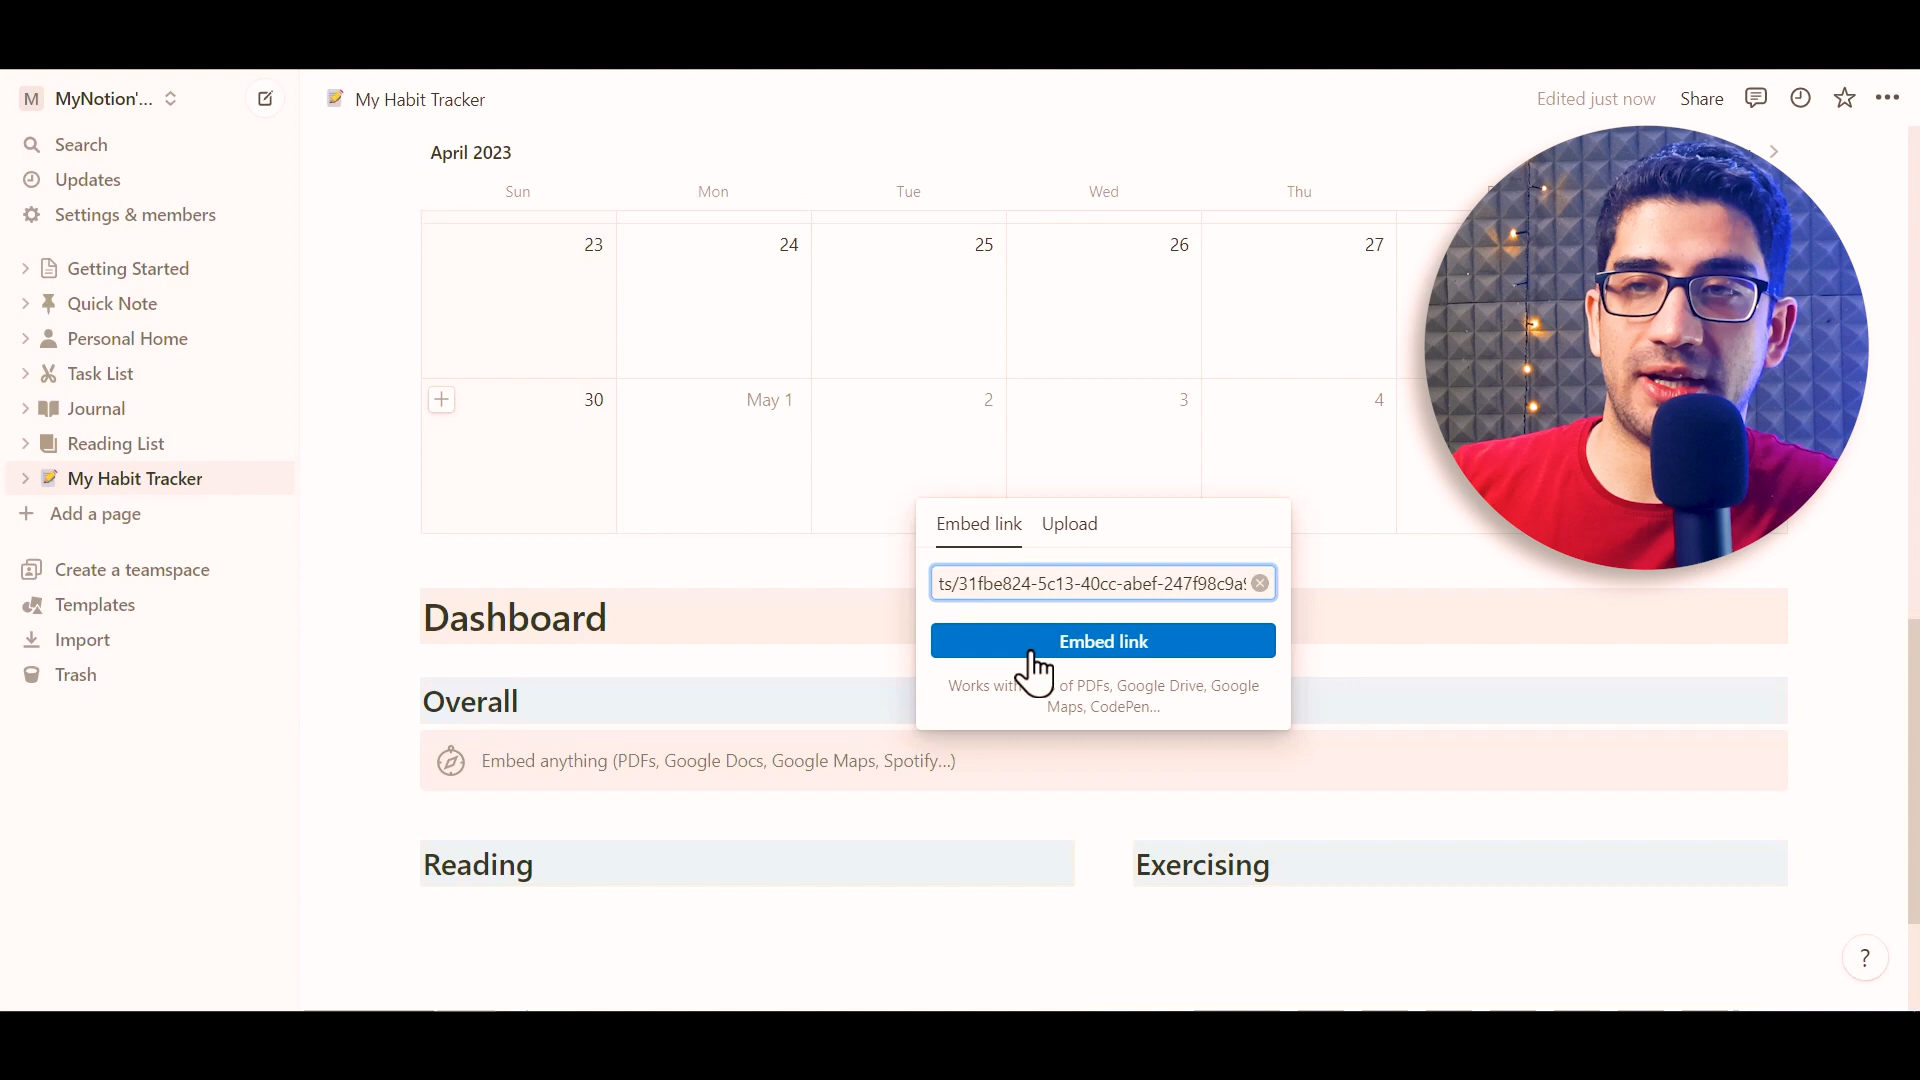 M MyNotion'...
My Habit Tracker
Edited just now Share
Search
Updates
Settings & members
Getting Started
Quick Note
Personal Home
Task List
Journal
Reading List
My Habit Tracker
Add a page
Create a teamspace
Templates
Import
Trash
April 2023
Sun Mon Tue Wed Thu
23 24 25 26 27
30 May 1 2 3 4
Embed link Upload
ts/31fbe824-5c13-40cc-abef-247f98c9a
Embed link
Works with of PDFs, Google Drive, Google
Maps, CodePen...
Dashboard
Overall
Embed anything (PDFs, Google Docs, Google Maps, Spotify...)
Reading Exercising
?